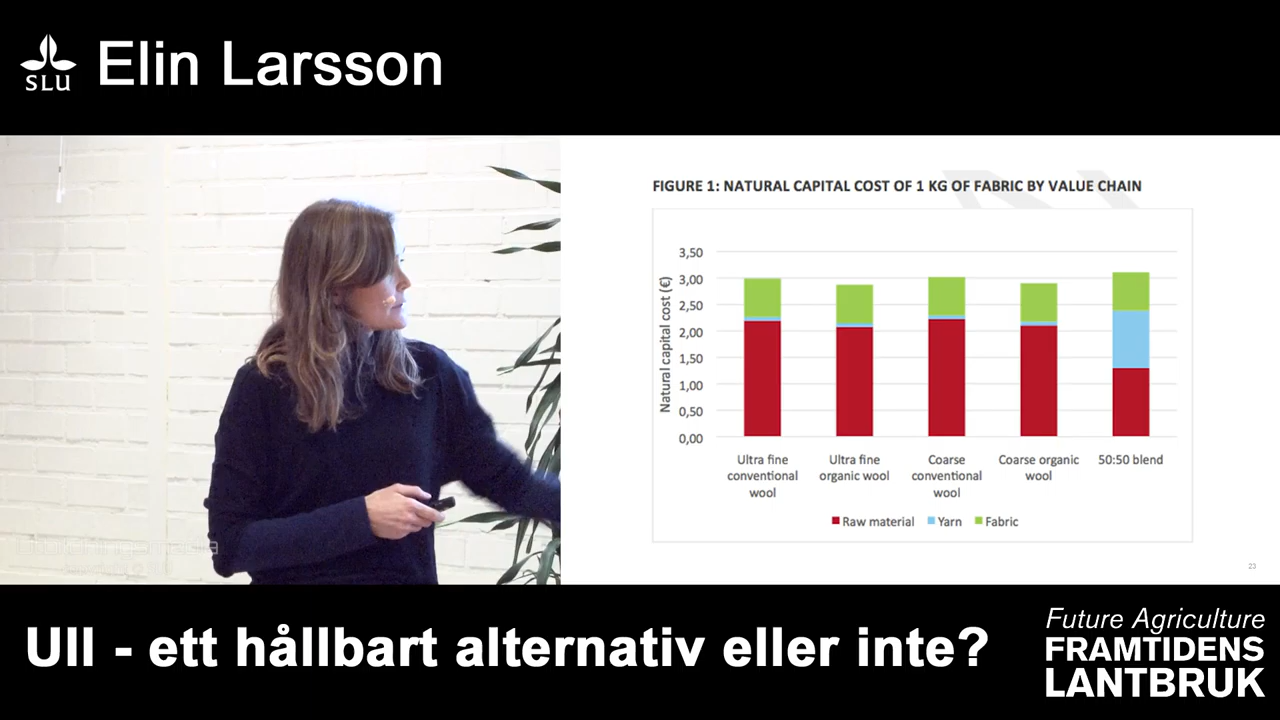 SLU
Elin Larsson
FIGURE 1: NATURAL CAPITAL COST OF 1 KG OF FABRIC BY VALUE CHAIN
Natural capital cost (€)
3,50
3,00
2,50
2,00
1,50
1,00
0,50
0,00
Ultra fine
conventional
wool
Ultra fine
organic wool
Coarse
conventional
wool
Coarse organic
wool
50:50 blend
Raw material
Yarn
Fabric
23
Ull - ett hållbart alternativ eller inte?
Future Agriculture
FRAMTIDENS
LANTBRUK